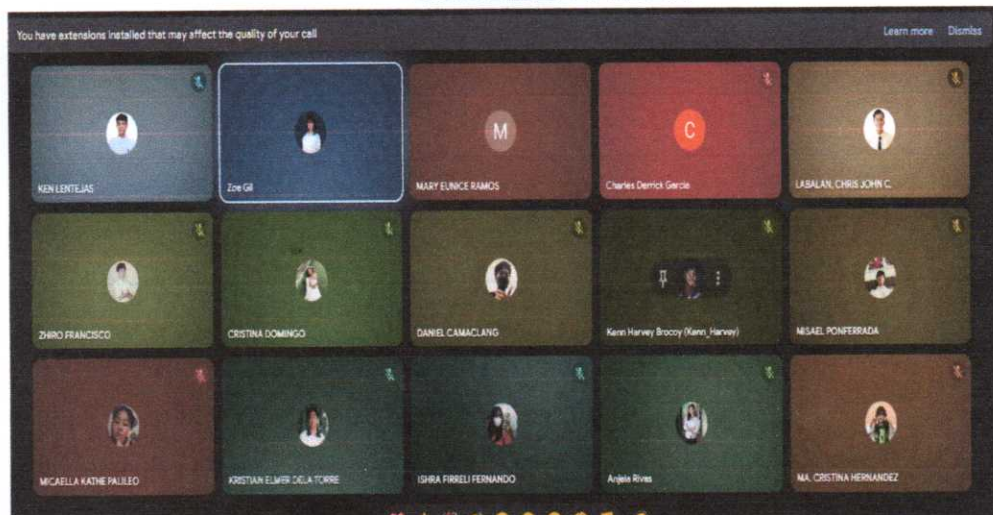 You have extensions installed that may affect the quality of your call
Learn more Dismiss
KEN LENTEJAS
Zoe Gil
M
MARY EUNICE RAMOS
C
Charles Derrick Garcia
LABALAN, CHRIS JOHN C.
ZHIRO FRANCISCO
CRISTINA DOMINGO
DANIEL CAMACLANG
Kenn Harvey Brocoy (Kenn_Harvey)
MISAEL PONFERRADA
MICAELLA KATHE PALILEO
KRISTIAN ELMER DELA TORRE
ISHRA FIRRELI FERNANDO
Anjela Rivas
MA. CRISTINA HERNANDEZ